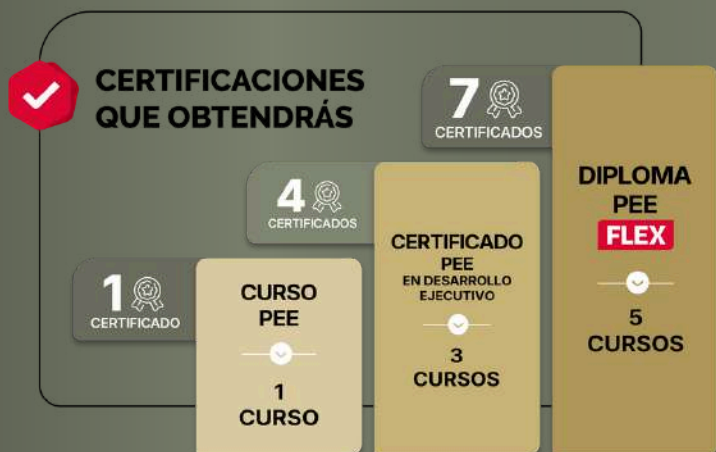 CERTIFICACIONES
QUE OBTENDRÁS
1
CERTIFICADO
CURSO
PEE
1
CURSO
4
CERTIFICADOS
CERTIFICADO
PEE
EN DESARROLLO
EJECUTIVO
3
CURSOS
7
CERTIFICADOS
DIPLOMA
PEE
FLEX
5
CURSOS